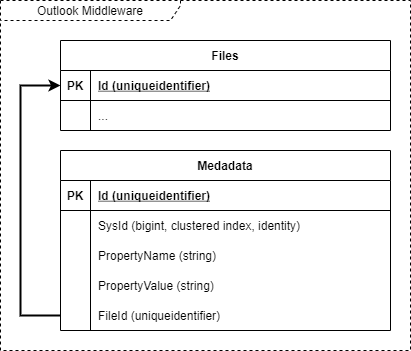 Outlook Middleware
Files
PK Id (uniqueidentifier)
...
Medadata
PK Id (uniqueidentifier)
SysId (bigint, clustered index, identity)
PropertyName (string)
PropertyValue (string)
FileId (uniqueidentifier)